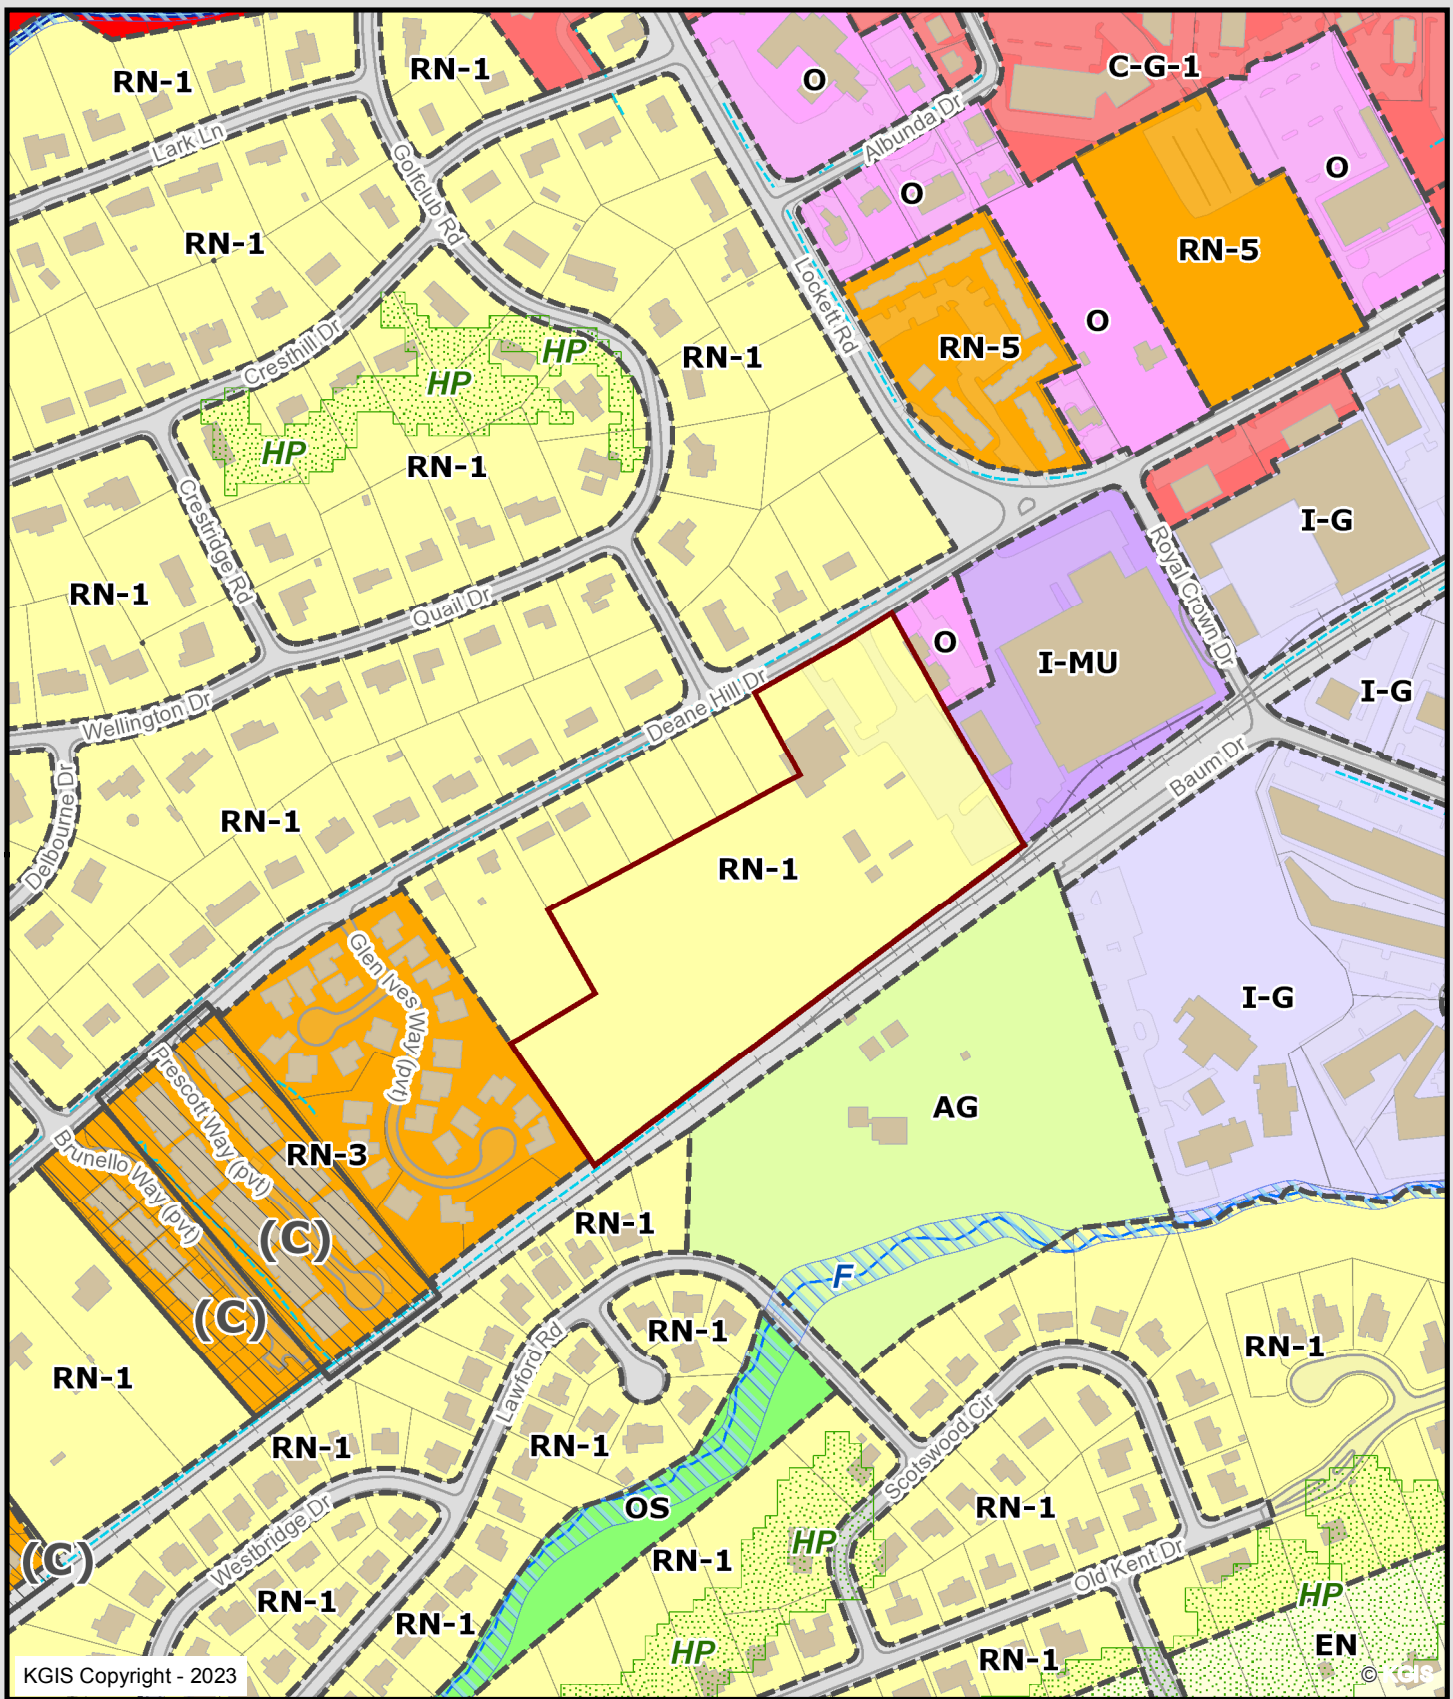 C-G-1
RN-1
RN-1
O
Albunda Dr
Lark Ln
Golfclub Rd
O
O
RN-1
RN-5
Lockett Rd
O
Cresthill Dr
HP
RN-1
RN-5
HP
HP
RN-1
Crestridge Rd
I-G
Royal Crown Dr
RN-1
Quail Dr
O
I-MU
I-G
Wellington Dr
Deane Hill Dr
Baum Dr
Delbourne Dr
RN-1
RN-1
Glen Ives Way (pvt)
I-G
AG
Prescott Way (pvt)
Brunello Way (pvt)
RN-3
RN-1
(C)
F
(C)
RN-1
RN-1
RN-1
Lawford Rd
Scotswood Cir
RN-1
RN-1
OS
RN-1
HP
(C)
RN-1
Westbridge Dr
Old Kent Dr
RN-1
RN-1
HP
HP
EN
RN-1
KGIS Copyright - 2023
© KGIS